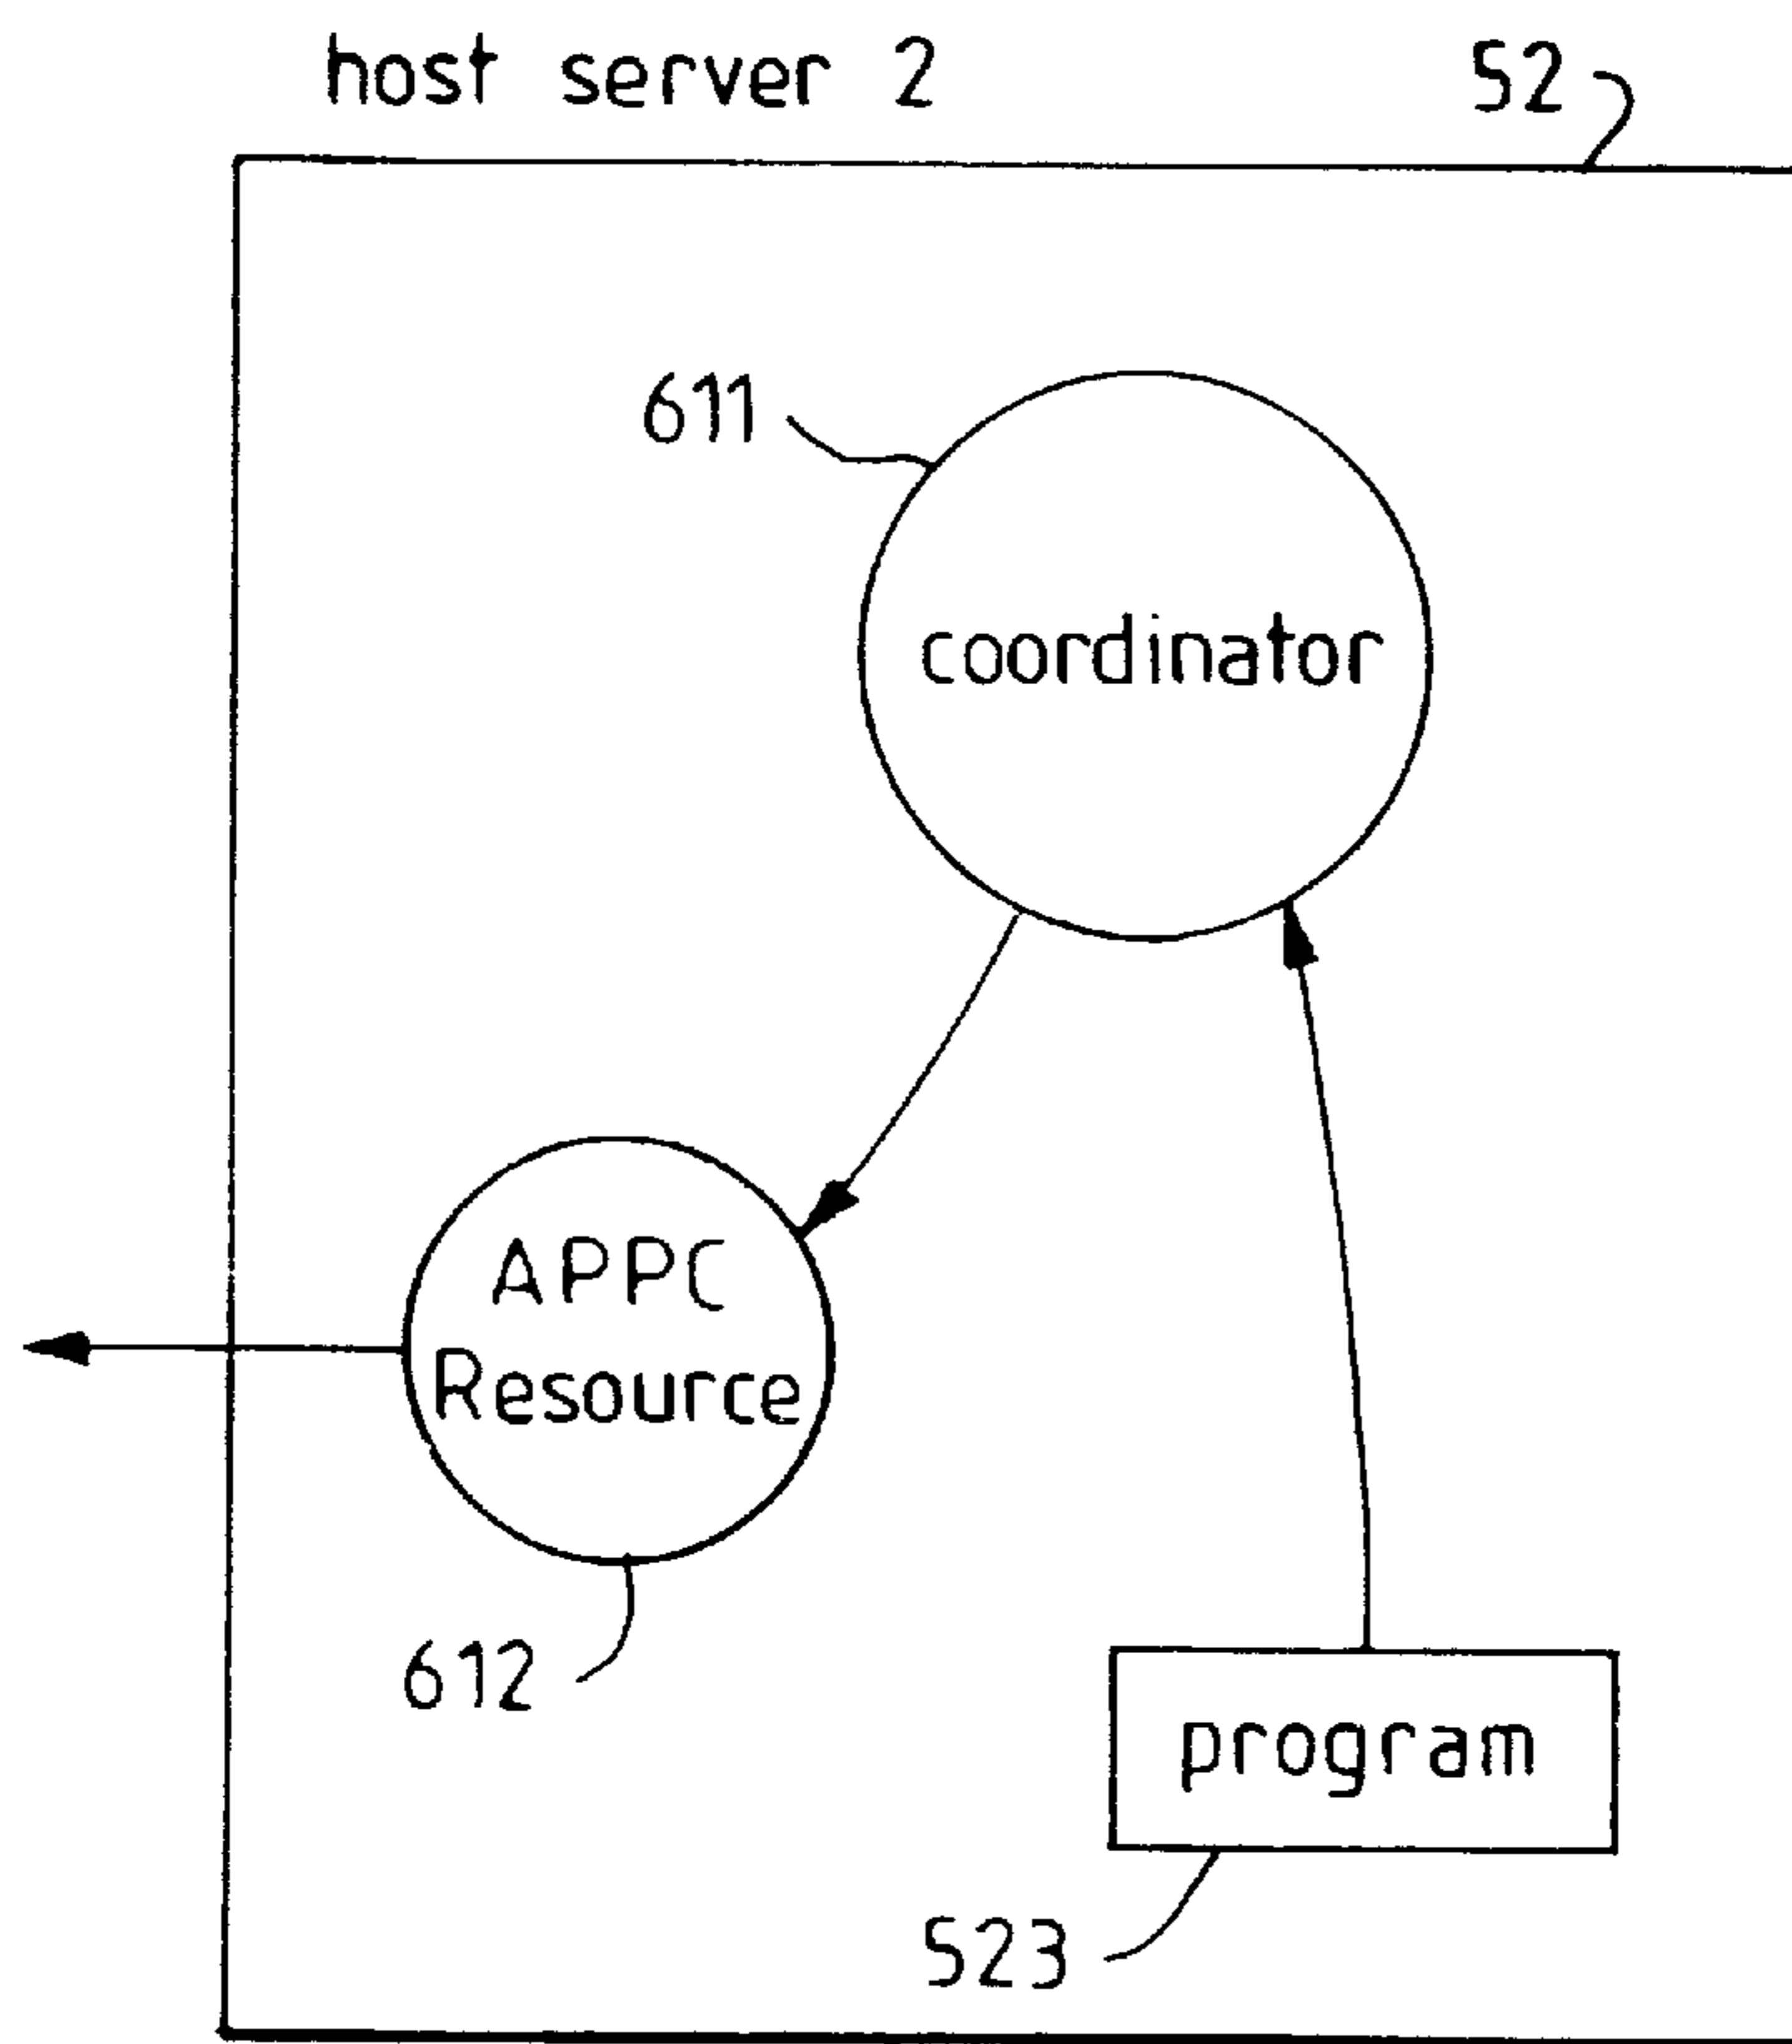 host server 2
52
611
coordinator
APPC
Resource
612
program
523